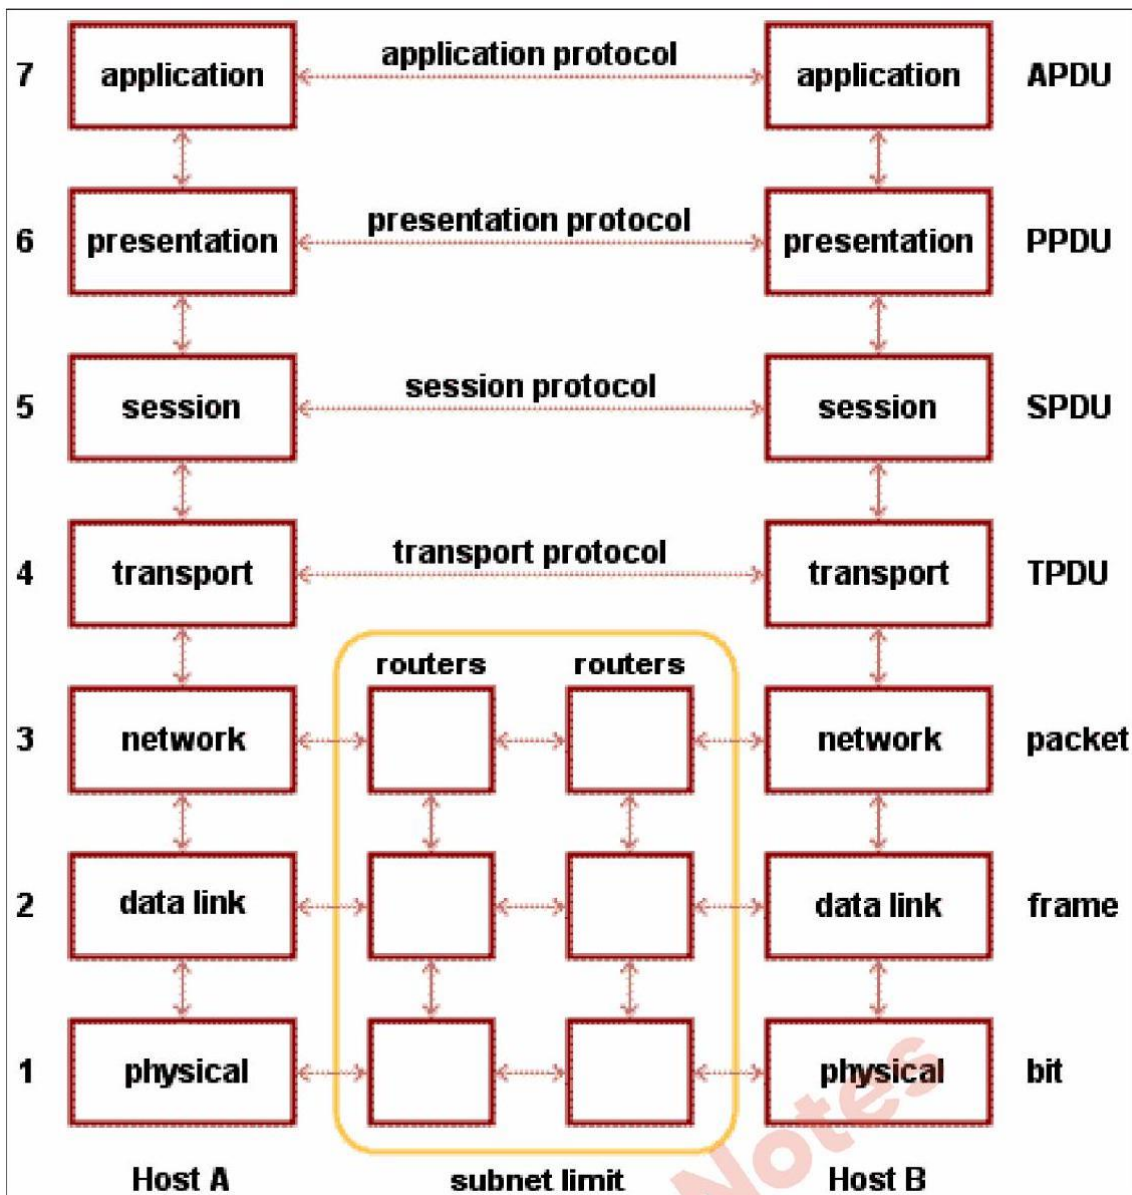 application protocol
7 application application APDU
presentation protocol
6 presentation presentation PPDU
session protocol
5 session session SPDU
transport protocol
4 transport transport TPDU
routers routers
3 network network packet
2 data link data link frame
1 physical physical bit
Host A subnet limit Host B
Notes